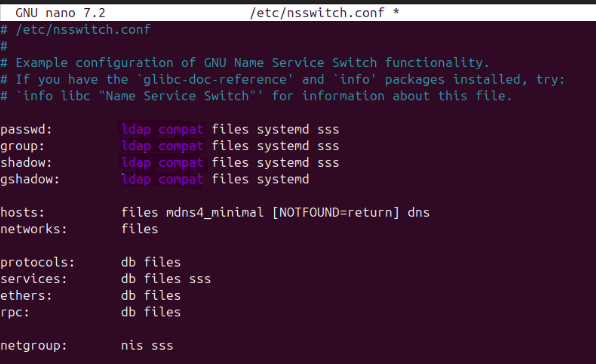 GNU nano 7.2 /etc/nsswitch.conf *
# /etc/nsswitch.conf
#
# Example configuration of GNU Name Service Switch functionality.
# If you have the `glibc-doc-reference' and `info' packages installed, try:
# `info libc "Name Service Switch"' for information about this file.
passwd: ldap compat files systemd sss
group: ldap compat files systemd sss
shadow: ldap compat files systemd sss
gshadow: ldap compat files systemd
hosts: files mdns4_minimal [NOTFOUND=return] dns
networks: files
protocols: db files
services: db files sss
ethers: db files
rpc: db files
netgroup: nis sss